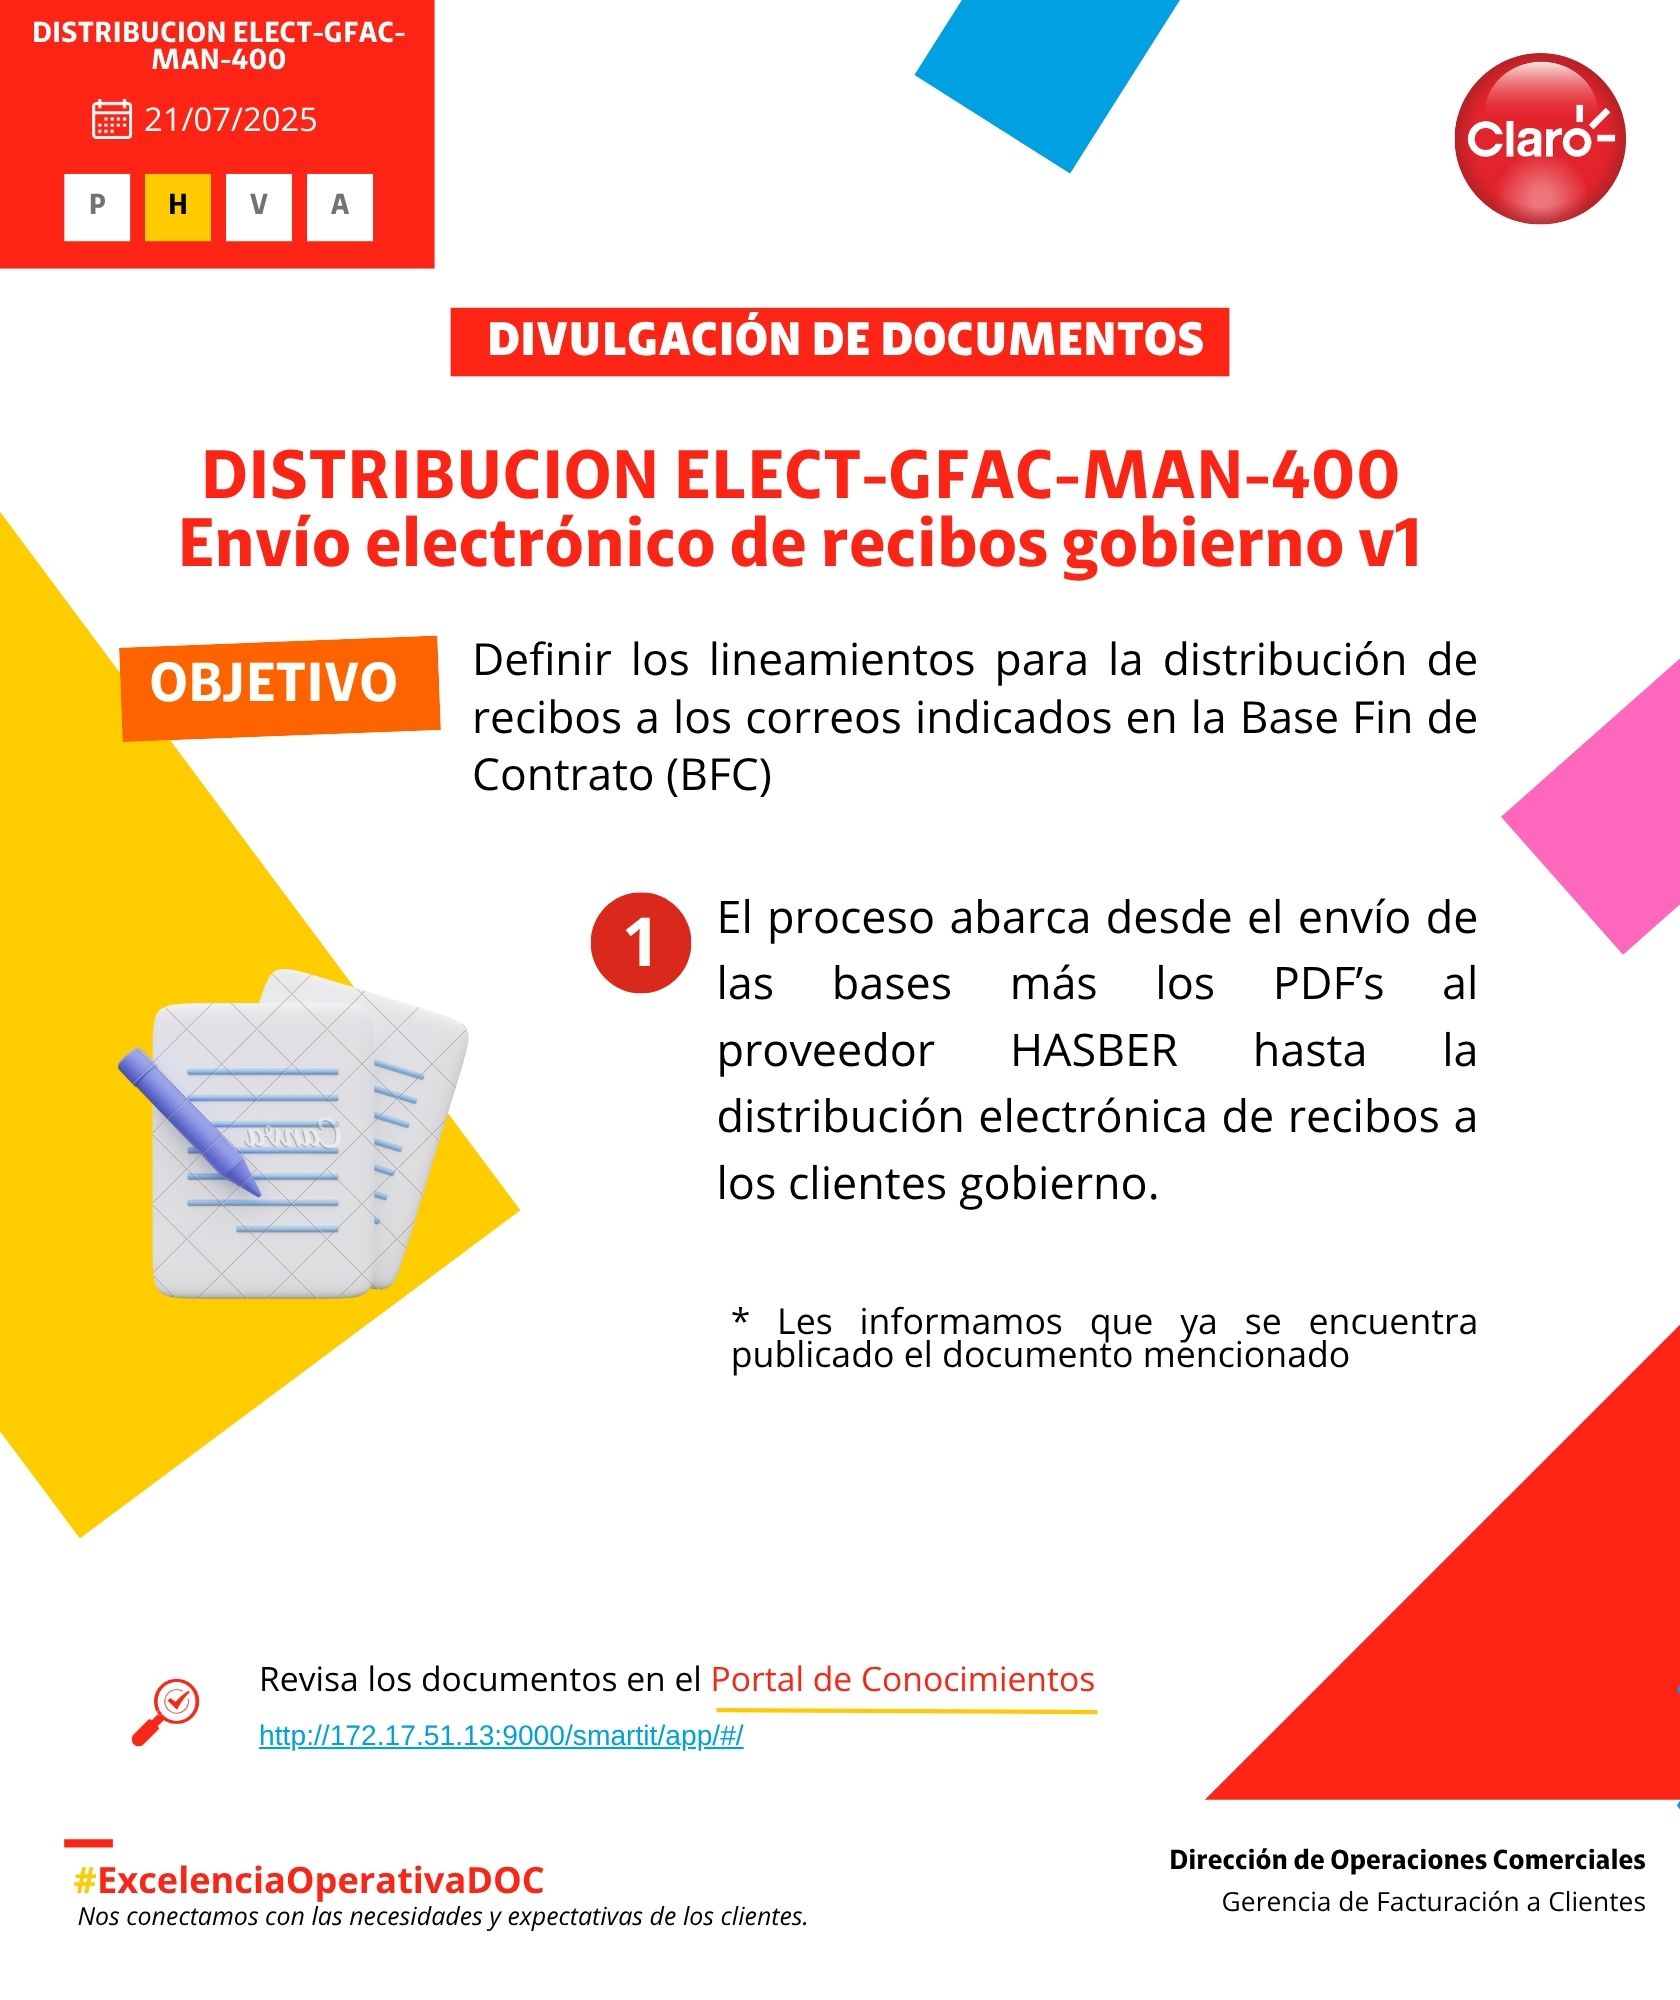 DISTRIBUCION ELECT-GFAC-
MAN-400
21/07/2025
P H V A
Claro
DIVULGACIÓN DE DOCUMENTOS
DISTRIBUCION ELECT-GFAC-MAN-400
Envío electrónico de recibos gobierno v1
OBJETIVO
Definir los lineamientos para la distribución de
recibos a los correos indicados en la Base Fin de
Contrato (BFC)
1
El proceso abarca desde el envío de
las bases más los PDF’s al
proveedor HASBER hasta la
distribución electrónica de recibos a
los clientes gobierno.
Canva
* Les informamos que ya se encuentra
publicado el documento mencionado
Revisa los documentos en el Portal de Conocimientos
http://172.17.51.13:9000/smartit/app/#/
#ExcelenciaOperativaDOC
Nos conectamos con las necesidades y expectativas de los clientes.
Dirección de Operaciones Comerciales
Gerencia de Facturación a Clientes